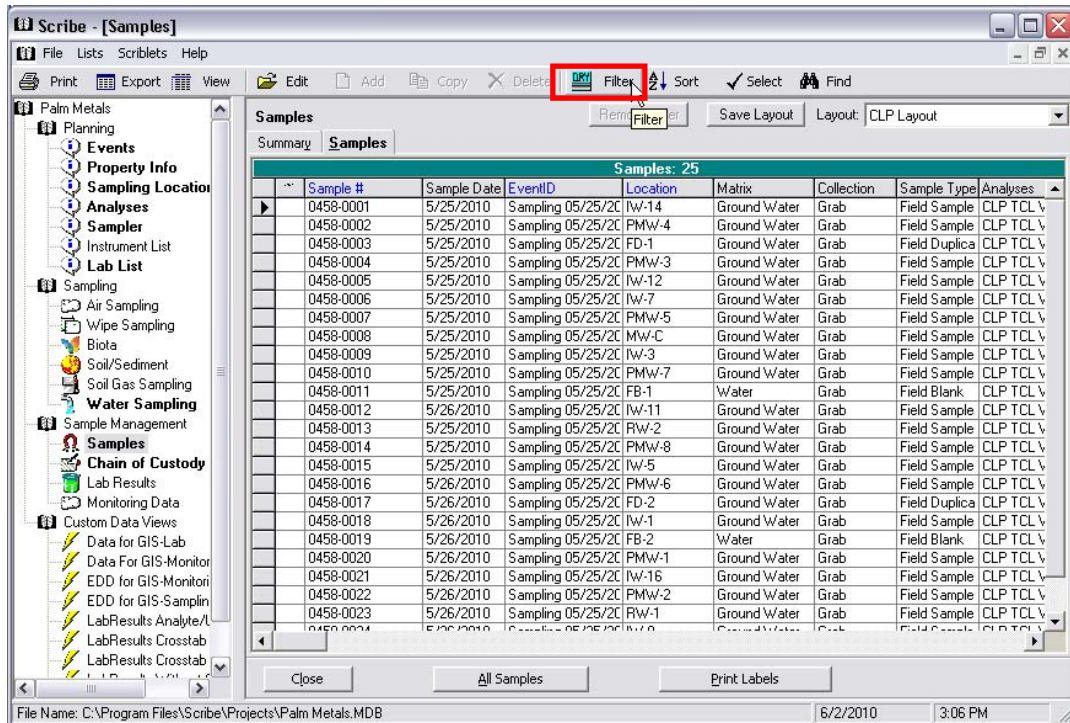 Scribe - [Samples]
File Lists Scriblets Help
Print Export View Edit Add Copy Delete QRY Filter Sort Select Find
Palm Metals
Planning
Events
Property Info
Sampling Location
Analyses
Sampler
Instrument List
Lab List
Sampling
Air Sampling
Wipe Sampling
Biota
Soil/Sediment
Soil Gas Sampling
Water Sampling
Sample Management
Samples
Chain of Custody
Lab Results
Monitoring Data
Custom Data Views
Data for GIS-Lab
Data For GIS-Monitor
EDD for GIS-Monitori
EDD for GIS-Samplin
LabResults Analyte/L
LabResults Crosstab
LabResults Crosstab
Samples Filter Save Layout Layout: CLP Layout
Summary Samples
Samples: 25
Sample # Sample Date EventID Location Matrix Collection Sample Type Analyses
0458-0001 5/25/2010 Sampling 05/25/20 IW-14 Ground Water Grab Field Sample CLP TCL V
0458-0002 5/25/2010 Sampling 05/25/20 PMW-4 Ground Water Grab Field Sample CLP TCL V
0458-0003 5/25/2010 Sampling 05/25/20 FD-1 Ground Water Grab Field Duplica CLP TCL V
0458-0004 5/25/2010 Sampling 05/25/20 PMW-3 Ground Water Grab Field Sample CLP TCL V
0458-0005 5/25/2010 Sampling 05/25/20 IW-12 Ground Water Grab Field Sample CLP TCL V
0458-0006 5/25/2010 Sampling 05/25/20 IW-7 Ground Water Grab Field Sample CLP TCL V
0458-0007 5/25/2010 Sampling 05/25/20 PMW-5 Ground Water Grab Field Sample CLP TCL V
0458-0008 5/25/2010 Sampling 05/25/20 MW-C Ground Water Grab Field Sample CLP TCL V
0458-0009 5/25/2010 Sampling 05/25/20 IW-3 Ground Water Grab Field Sample CLP TCL V
0458-0010 5/25/2010 Sampling 05/25/20 PMW-7 Ground Water Grab Field Sample CLP TCL V
0458-0011 5/25/2010 Sampling 05/25/20 FB-1 Water Grab Field Blank CLP TCL V
0458-0012 5/26/2010 Sampling 05/25/20 IW-11 Ground Water Grab Field Sample CLP TCL V
0458-0013 5/25/2010 Sampling 05/25/20 RW-2 Ground Water Grab Field Sample CLP TCL V
0458-0014 5/25/2010 Sampling 05/25/20 PMW-8 Ground Water Grab Field Sample CLP TCL V
0458-0015 5/25/2010 Sampling 05/25/20 IW-5 Ground Water Grab Field Sample CLP TCL V
0458-0016 5/26/2010 Sampling 05/25/20 PMW-6 Ground Water Grab Field Sample CLP TCL V
0458-0017 5/26/2010 Sampling 05/25/20 FD-2 Ground Water Grab Field Duplica CLP TCL V
0458-0018 5/26/2010 Sampling 05/25/20 IW-1 Ground Water Grab Field Sample CLP TCL V
0458-0019 5/26/2010 Sampling 05/25/20 FB-2 Water Grab Field Blank CLP TCL V
0458-0020 5/26/2010 Sampling 05/25/20 PMW-1 Ground Water Grab Field Sample CLP TCL V
0458-0021 5/26/2010 Sampling 05/25/20 IW-16 Ground Water Grab Field Sample CLP TCL V
0458-0022 5/26/2010 Sampling 05/25/20 PMW-2 Ground Water Grab Field Sample CLP TCL V
0458-0023 5/26/2010 Sampling 05/25/20 RW-1 Ground Water Grab Field Sample CLP TCL V
Close All Samples Print Labels
File Name: C:\Program Files\Scribe\Projects\Palm Metals.MDB 6/2/2010 3:06 PM